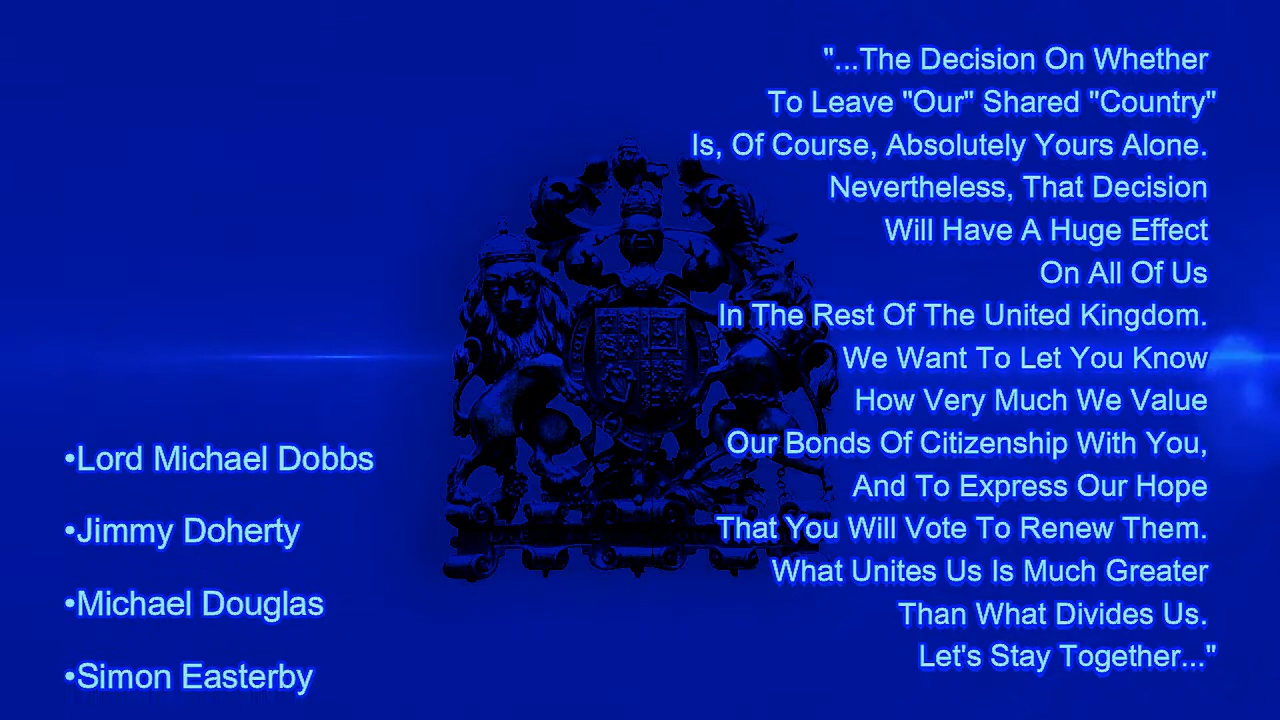 "...The Decision On Whether
To Leave "Our" Shared "Country"
Is, Of Course, Absolutely Yours Alone.
Nevertheless, That Decision
Will Have A Huge Effect
On All Of Us
In The Rest Of The United Kingdom.
We Want To Let You Know
How Very Much We Value
Our Bonds Of Citizenship With You,
And To Express Our Hope
That You Will Vote To Renew Them.
What Unites Us Is Much Greater
Than What Divides Us.
Let's Stay Together..."
•Lord Michael Dobbs
•Jimmy Doherty
•Michael Douglas
•Simon Easterby